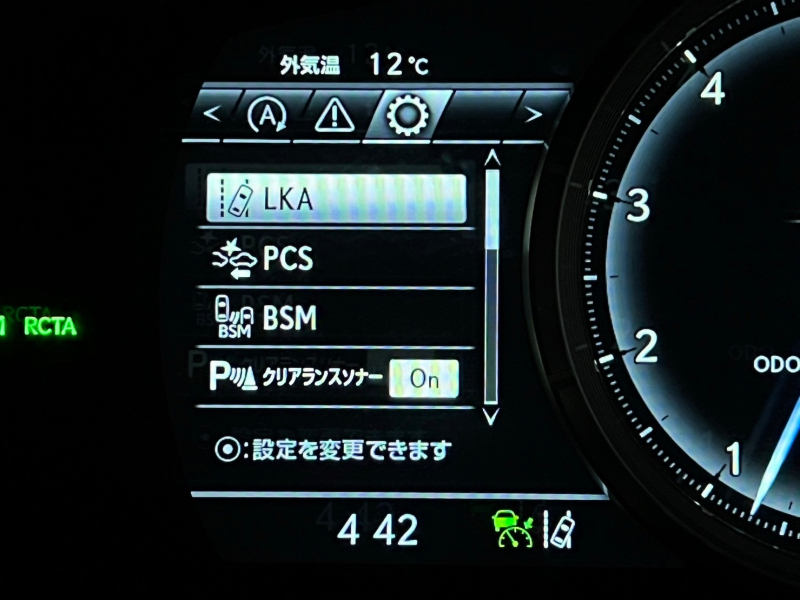 外気温 12℃
< A >
LKA
PCS
BSM
BSM
P クリアランスソナー On
:設定を変更できます
4:42
RCTA
4
3
2
1
ODO